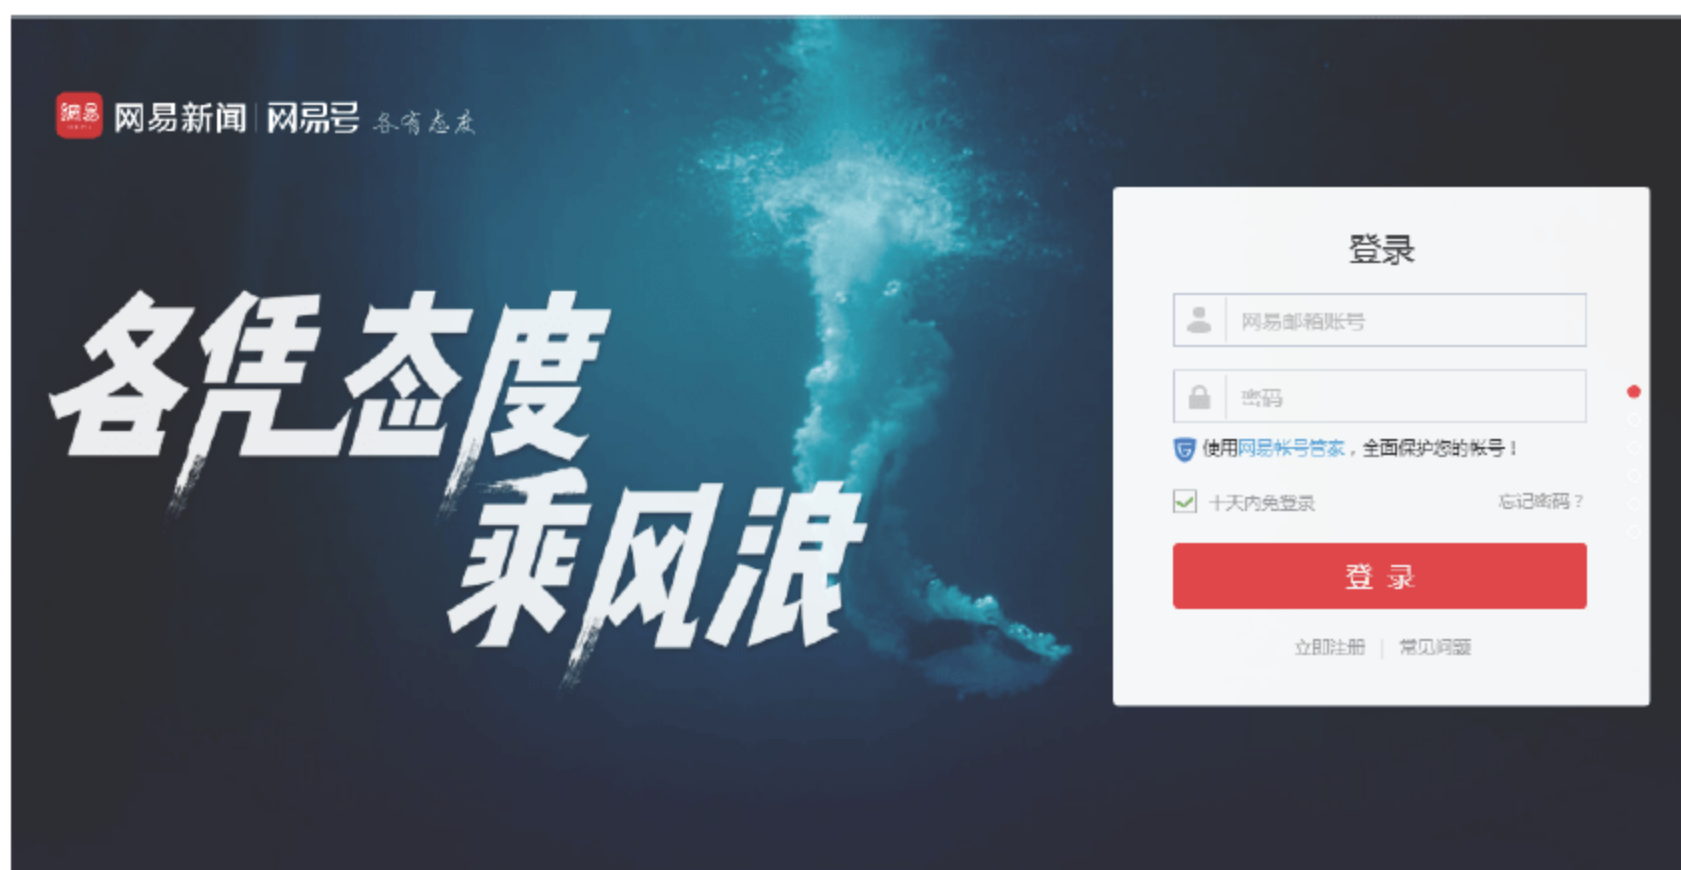 網易 网易新闻 | 网易号 各有态度
各凭态度
乘风浪
登录
网易邮箱账号
密码
使用网易帐号管家，全面保护您的帐号！
十天内免登录 忘记密码？
登 录
立即注册 | 常见问题